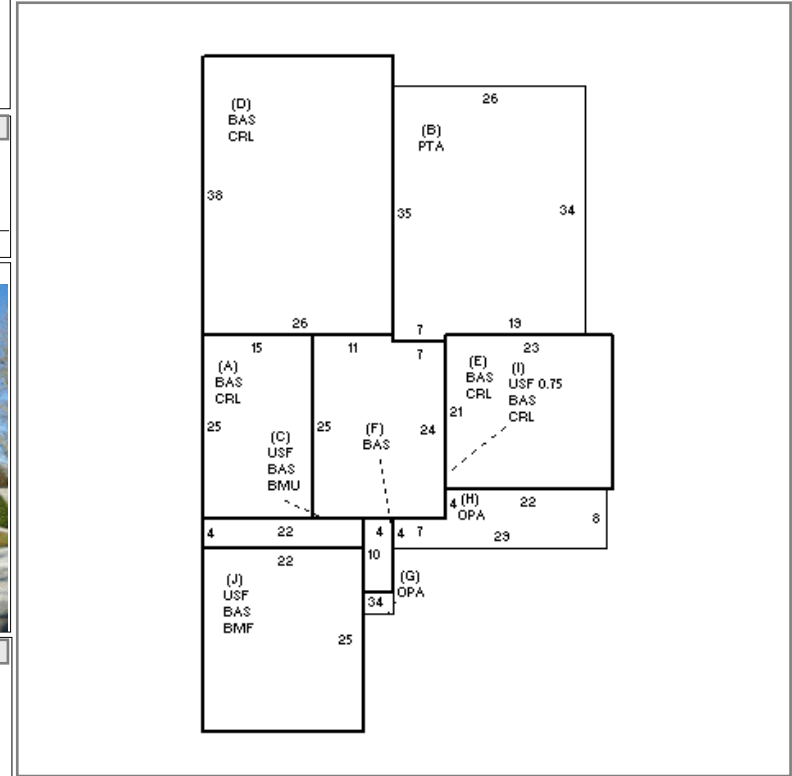 (D)
BAS
CRL
26
(B)
PTA
38
35
34
26
7
19
15
11
7
23
(A)
BAS
CRL
(E)
BAS
CRL
(I)
USF 0.75
BAS
CRL
21
25
25
(F)
BAS
24
(C)
USF
BAS
BMU
4
(H)
OPA
22
8
4
22
4
4
7
29
10
22
(J)
USF
BAS
BMF
(G)
OPA
34
25